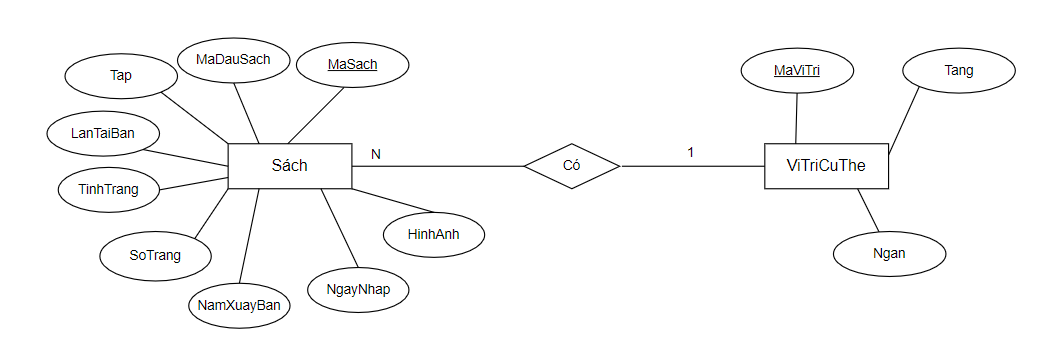 MaDauSach
MaSach
Tap
MaViTri
Tang
LanTaiBan
N
1
Sách
Có
ViTriCuThe
TinhTrang
HinhAnh
SoTrang
Ngan
NgayNhap
NamXuayBan